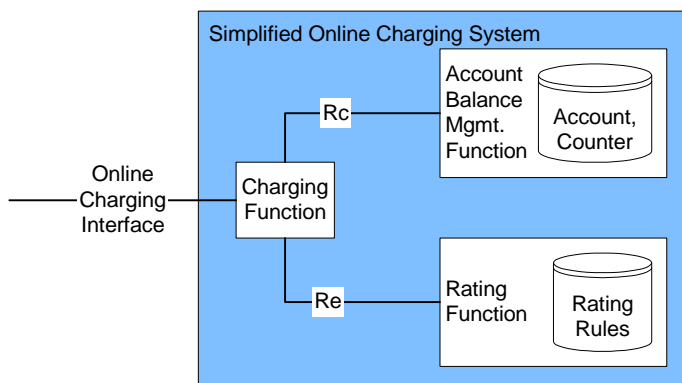 Simplified Online Charging System
Account
Balance
Mgmt.
Function
Account,
Counter
Rc
Online
Charging
Interface
Charging
Function
Re
Rating
Function
Rating
Rules